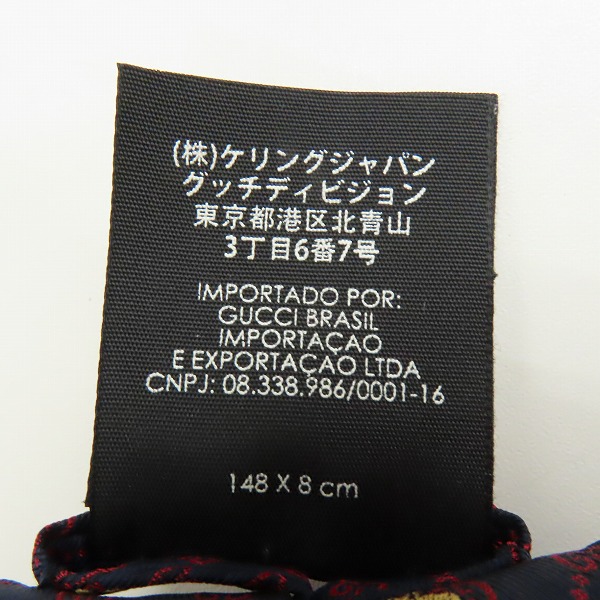 (株)ケリングジャパン
グッチディビジョン
東京都港区北青山
3丁目6番7号
IMPORTADO POR:
GUCCI BRASIL
IMPORTAÇAO
E EXPORTAÇAO LTDA
CNPJ: 08.338.986/0001-16
148 X 8 cm